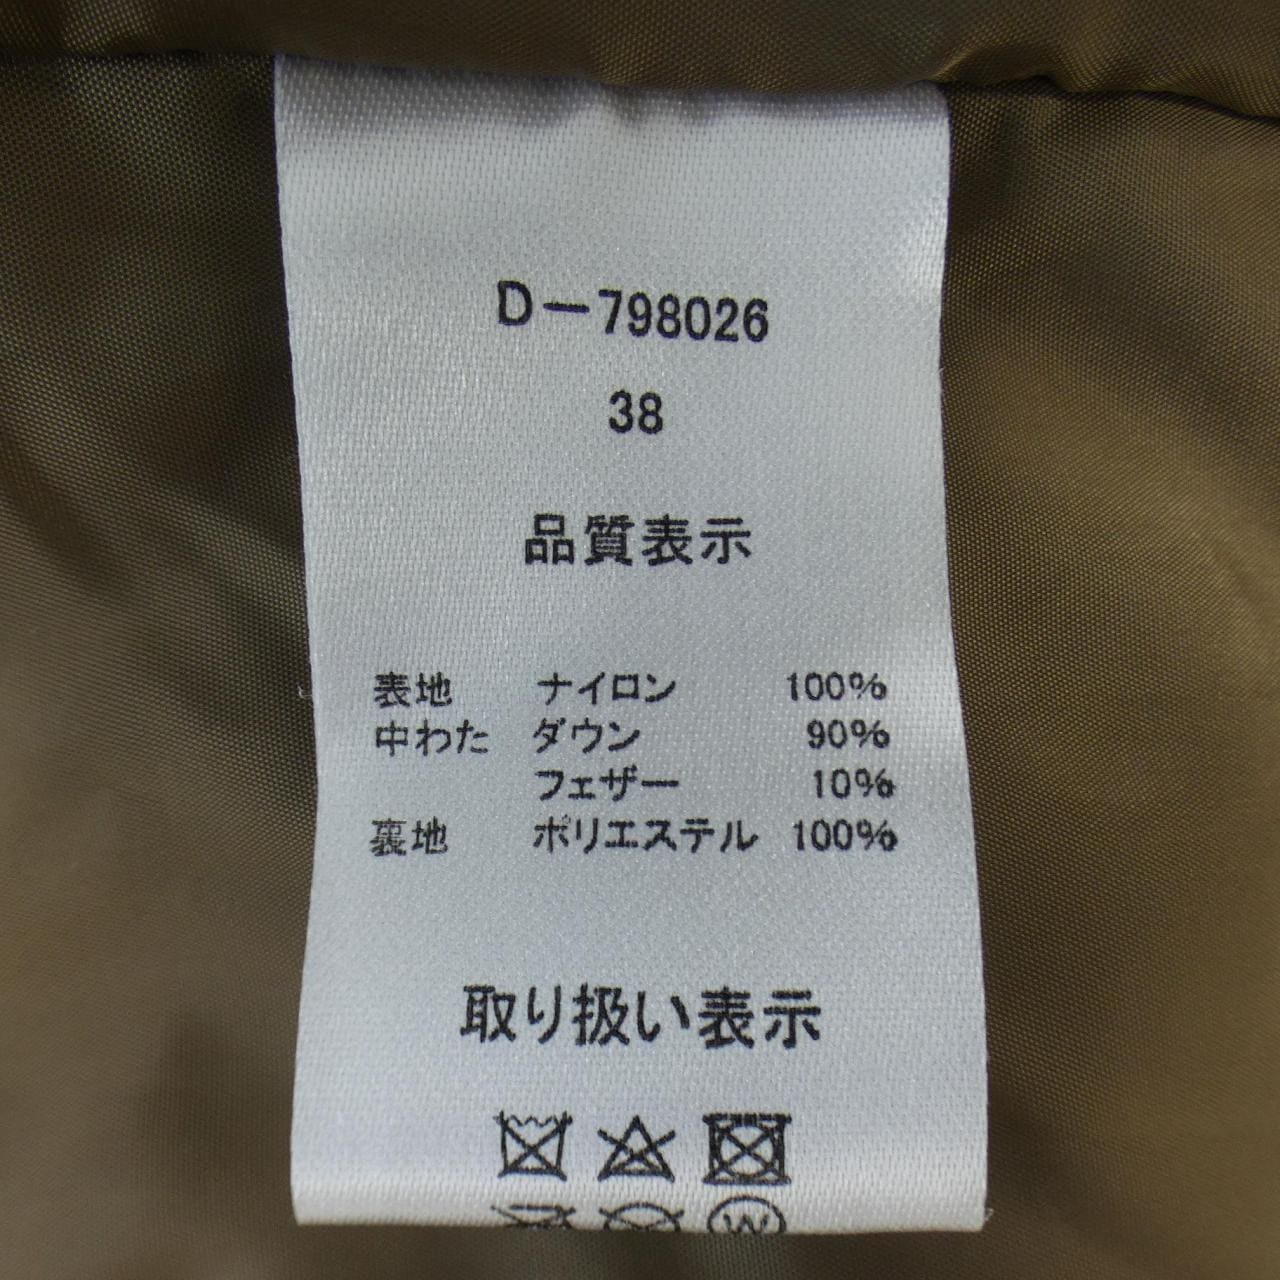 D-798026
38
品質表示
表地 ナイロン 100%
中わた ダウン 90%
フェザー 10%
裏地 ポリエステル 100%
取り扱い表示
W